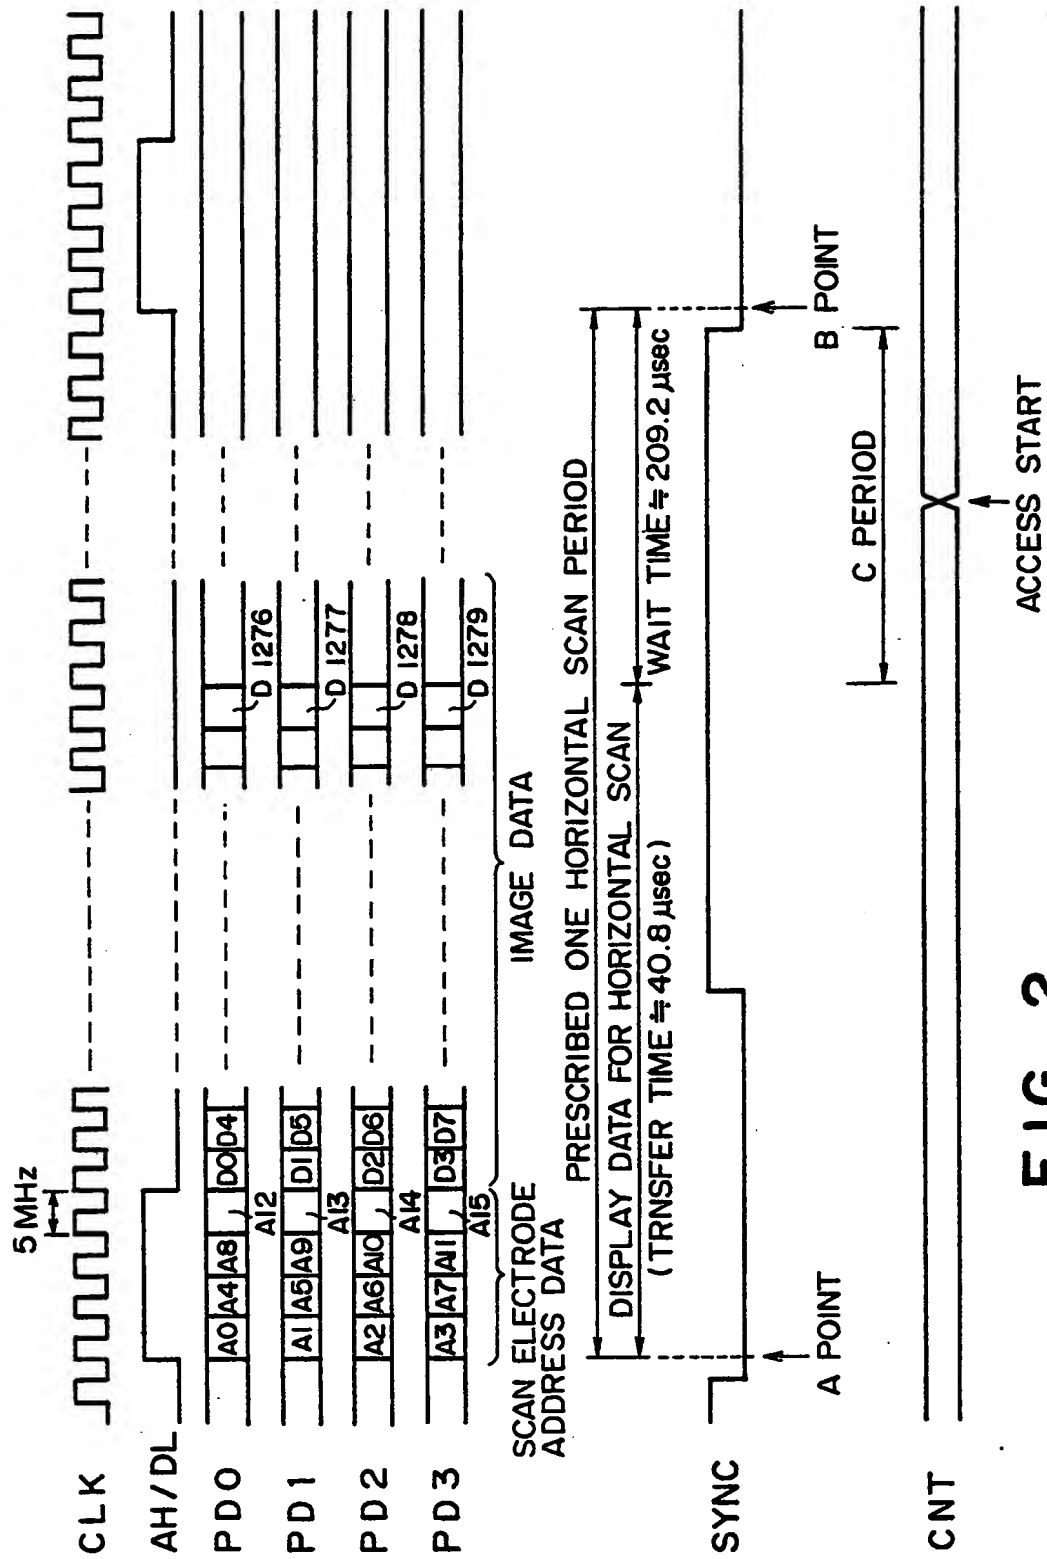 5 MHz
CLK
AH/DL
PD0 A0 A4 A8 D0 D4
A12
D 1276
PD1 A1 A5 A9 D1 D5
A13
D 1277
PD2 A2 A6 A10 D2 D6
A14
D 1278
PD3 A3 A7 A11 D3 D7
A15
D 1279
SCAN ELECTRODE
ADDRESS DATA
IMAGE DATA
PRESCRIBED ONE HORIZONTAL SCAN PERIOD
DISPLAY DATA FOR HORIZONTAL SCAN
(TRNSFER TIME ≒ 40.8 μsec)
WAIT TIME ≒ 209.2 μsec
SYNC
A POINT
B POINT
C PERIOD
CNT
ACCESS START
FIG. 2